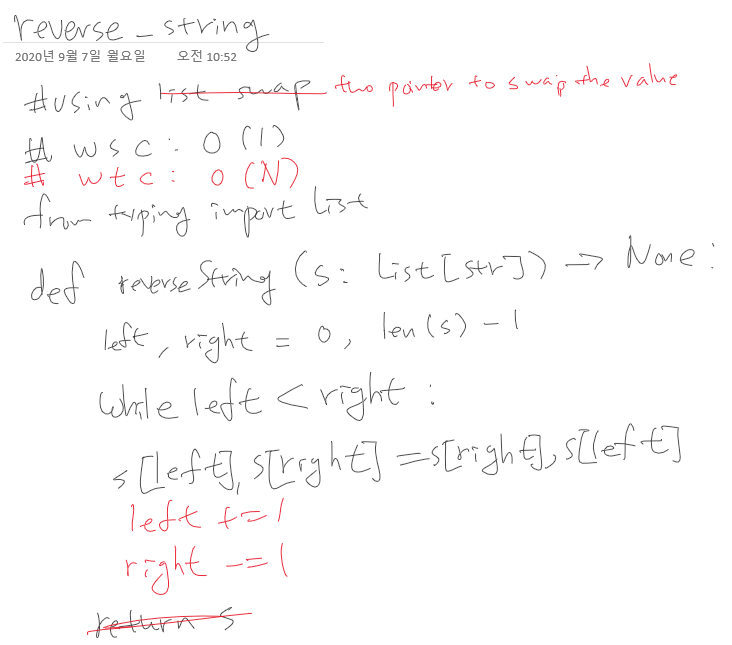 reverse_string
2020년 9월 7일 월요일 오전 10:52
#using list swap two pointer to swap the value
# wsc: O(1)
# wtc: O(N)
from typing import List
def reverseString(s: List[str]) -> None:
left, right = 0, len(s) - 1
while left < right :
s[left], s[right] = s[right], s[left]
left += 1
right -= 1
return s